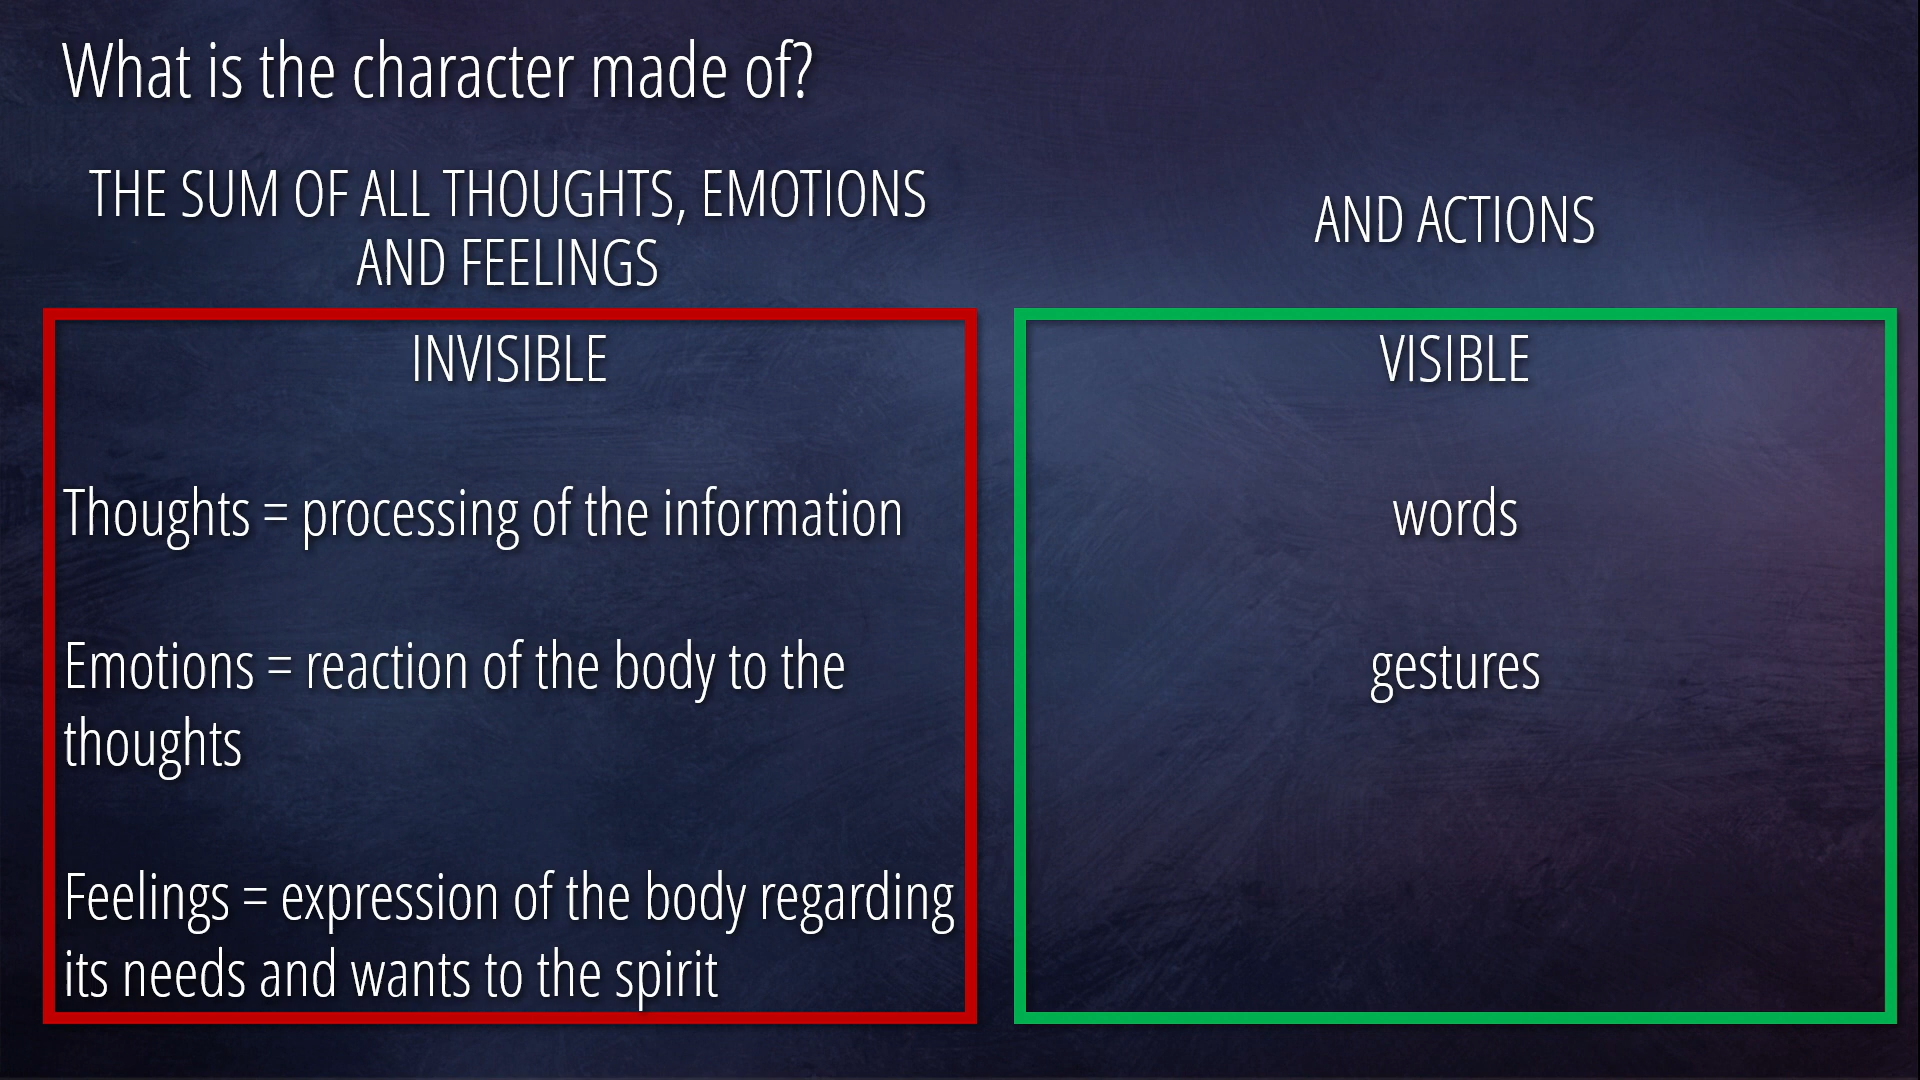 What is the character made of?
THE SUM OF ALL THOUGHTS, EMOTIONS
AND FEELINGS
INVISIBLE
Thoughts = processing of the information
Emotions = reaction of the body to the
thoughts
Feelings = expression of the body regarding
its needs and wants to the spirit
AND ACTIONS
VISIBLE
words
gestures